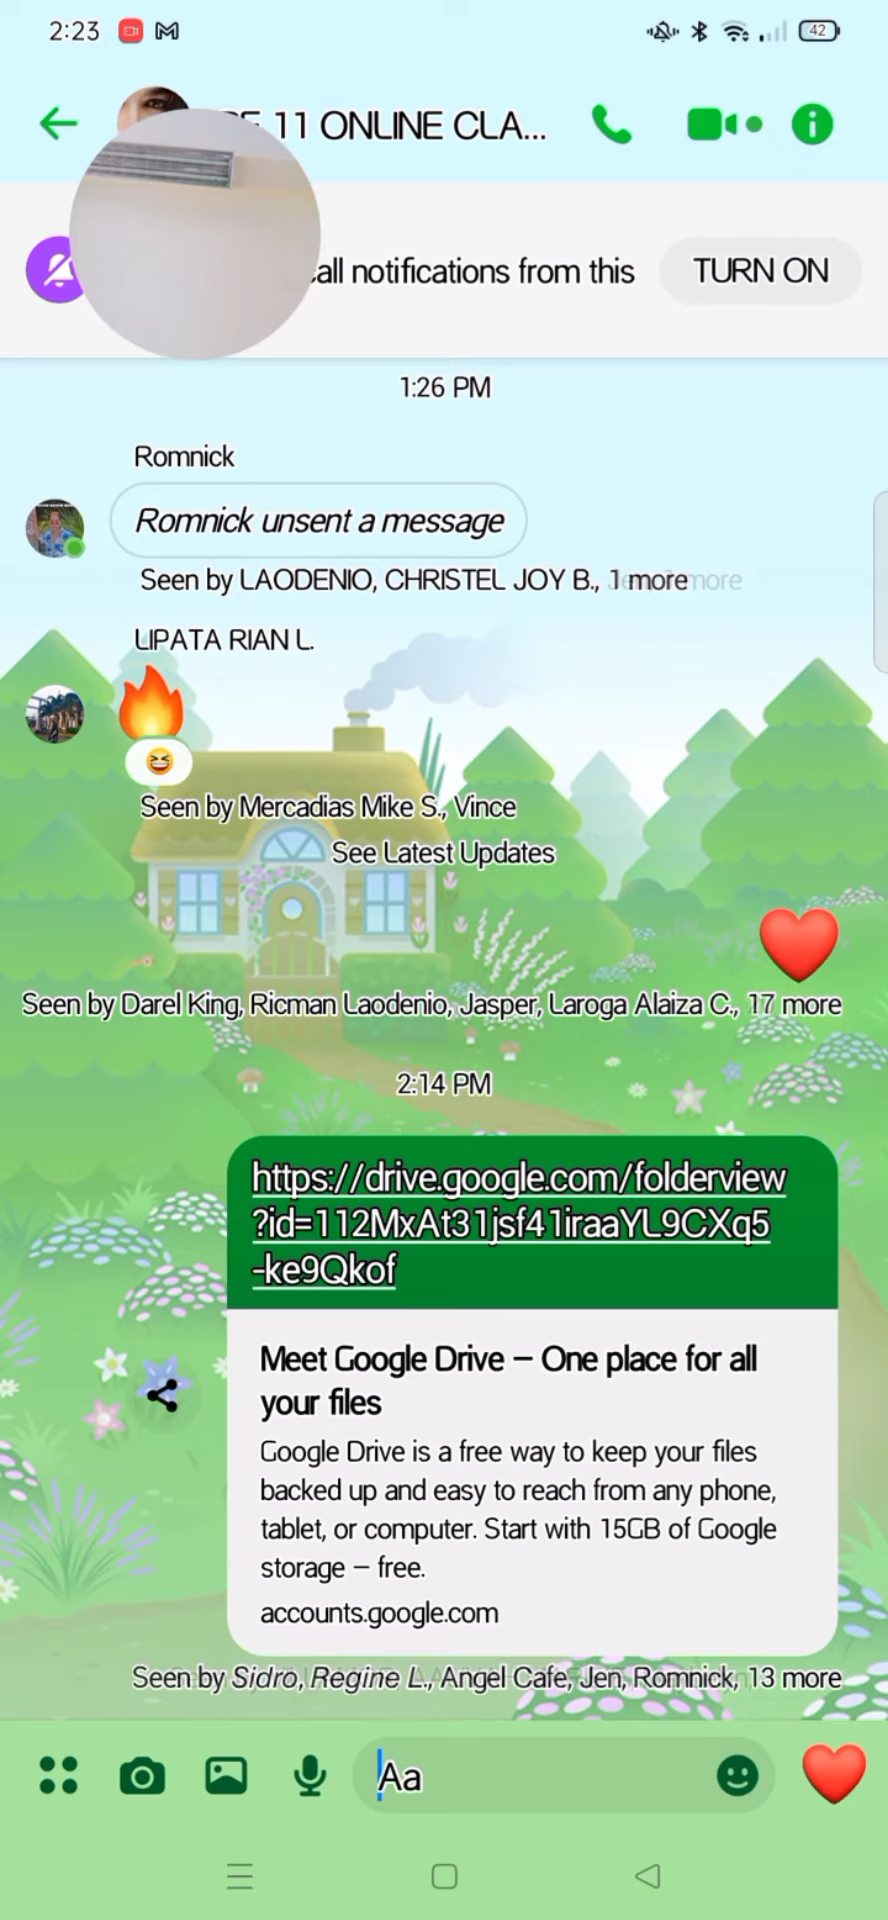 2:23
42
11 ONLINE CLA...
all notifications from this
TURN ON
1:26 PM
Romnick
Romnick unsent a message
Seen by LAODENIO, CHRISTEL JOY B., 1 more
LIPATA RIAN L.
Seen by Mercadias Mike S., Vince
See Latest Updates
Seen by Darel King, Ricman Laodenio, Jasper, Laroga Alaiza C., 17 more
2:14 PM
https://drive.google.com/folderview
?id=112MxAt31jsf41iraaYL9CXq5
-ke9Qkof
Meet Google Drive – One place for all
your files
Google Drive is a free way to keep your files
backed up and easy to reach from any phone,
tablet, or computer. Start with 15GB of Google
storage – free.
accounts.google.com
Seen by Sidro, Regine L., Angel Cafe, Jen, Romnick, 13 more
Aa